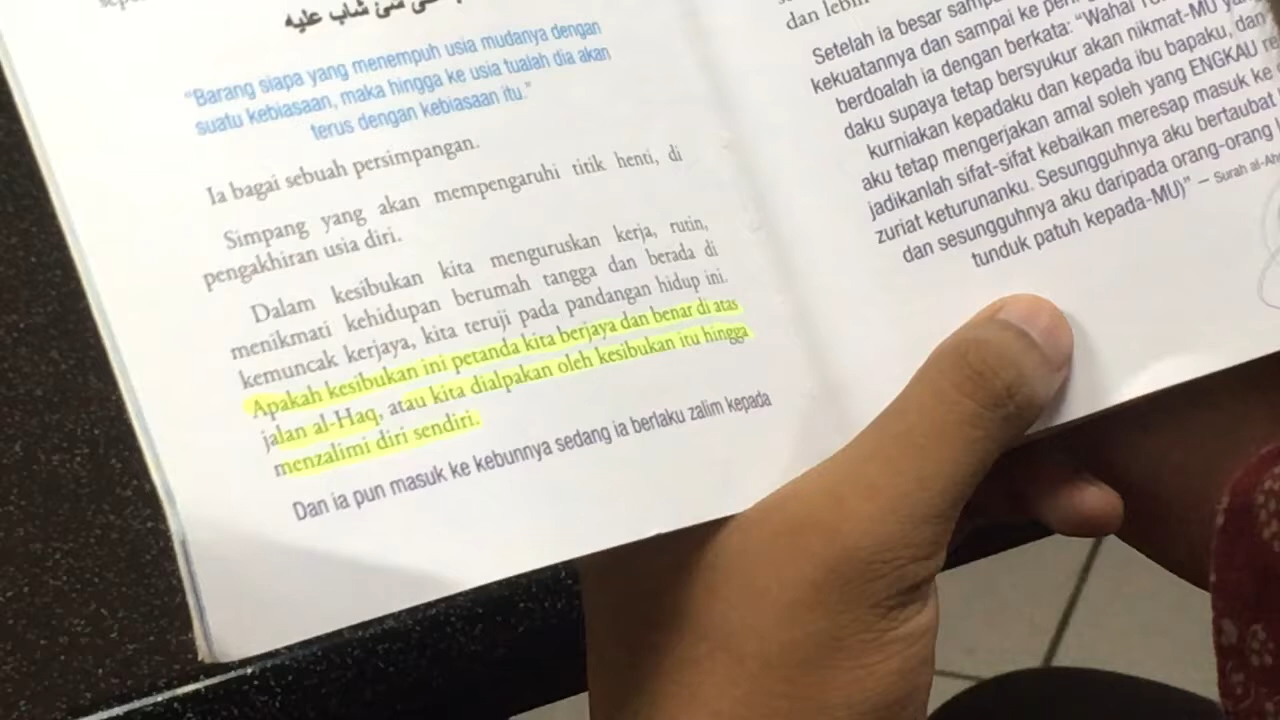 شاب عليه
"Barang siapa yang menempuh usia mudanya dengan
suatu kebiasaan, maka hingga ke usia tualah dia akan
terus dengan kebiasaan itu."
Ia bagai sebuah persimpangan.
Simpang yang akan mempengaruhi titik henti, di
pengakhiran usia diri.
Dalam kesibukan kita menguruskan kerja, rutin,
menikmati kehidupan berumah tangga dan berada di
kemuncak kerjaya, kita teruji pada pandangan hidup ini.
Apakah kesibukan ini petanda kita berjaya dan benar di atas
jalan al-Haq, atau kita dialpakan oleh kesibukan itu hingga
menzalimi diri sendiri.
Dan ia pun masuk ke kebunnya sedang ia berlaku zalim kepada
dan lebih
Setelah ia besar
kekuatannya dan sampai ke
berdoalah ia dengan berkata: "Wahai
daku supaya tetap bersyukur akan nikmat-MU
kurniakan kepadaku dan kepada ibu bapaku, dan
aku tetap mengerjakan amal soleh yang ENGKAU
jadikanlah sifat-sifat kebaikan meresap masuk ke
zuriat keturunanku. Sesungguhnya aku bertaubat
dan sesungguhnya aku daripada orang-orang
tunduk patuh kepada-MU)" – Surah